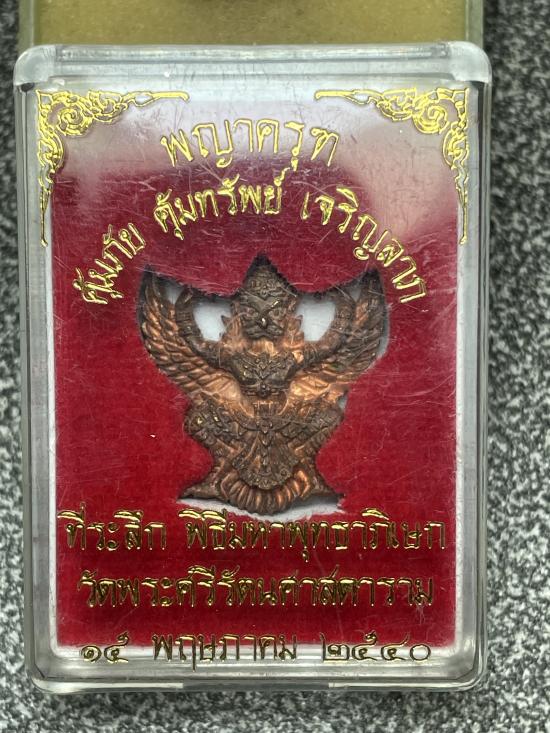 พญาครุฑ
คุ้มภัย คุ้มทรัพย์ เจริญลาภ
ที่ระลึก พิธีมหาพุทธาภิเษก
วัดพระศรีรัตนศาสดาราม
๑๕ พฤษภาคม ๒๕๔๐